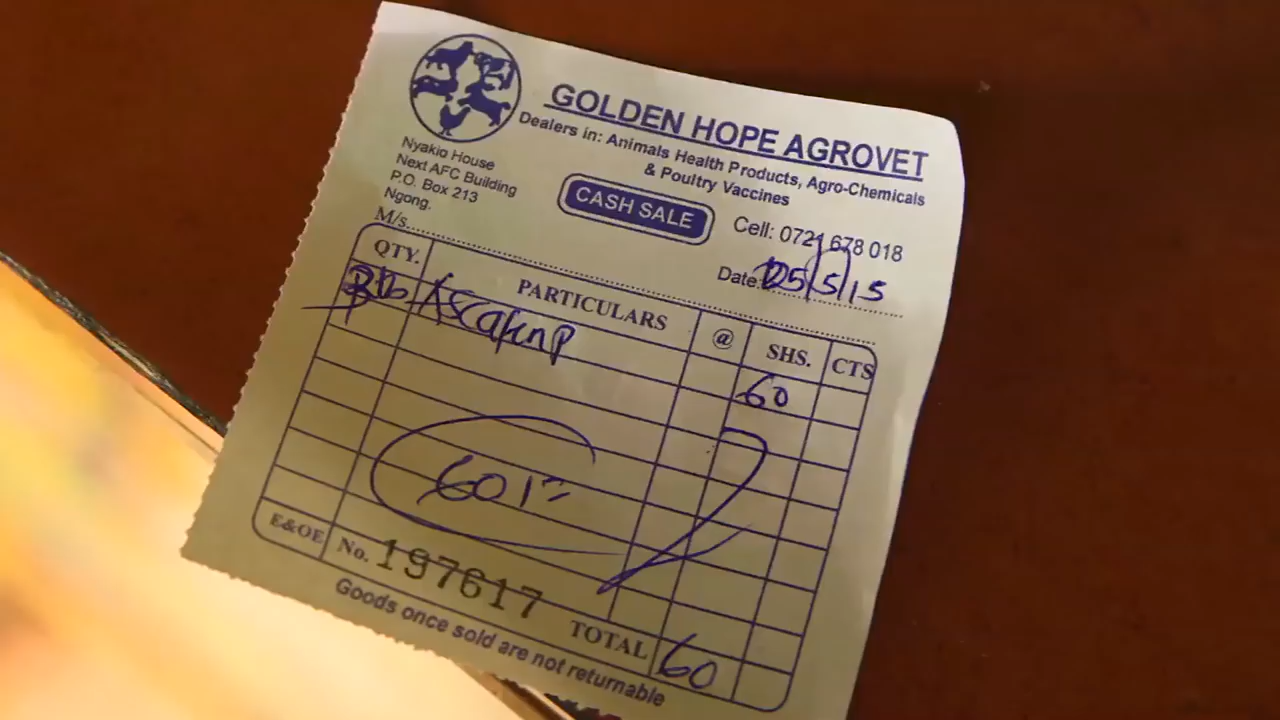 GOLDEN HOPE AGROVET
Dealers in: Animals Health Products, Agro-Chemicals
& Poultry Vaccines
Nyakio House
Next AFC Building
P.O. Box 213
Ngong.
CASH SALE
Cell: 0721 678 018
M/s.
Date: 25/5/15
QTY. PARTICULARS @ SHS. CTS
60
60/=
E&OE No. 197617 TOTAL 60
Goods once sold are not returnable